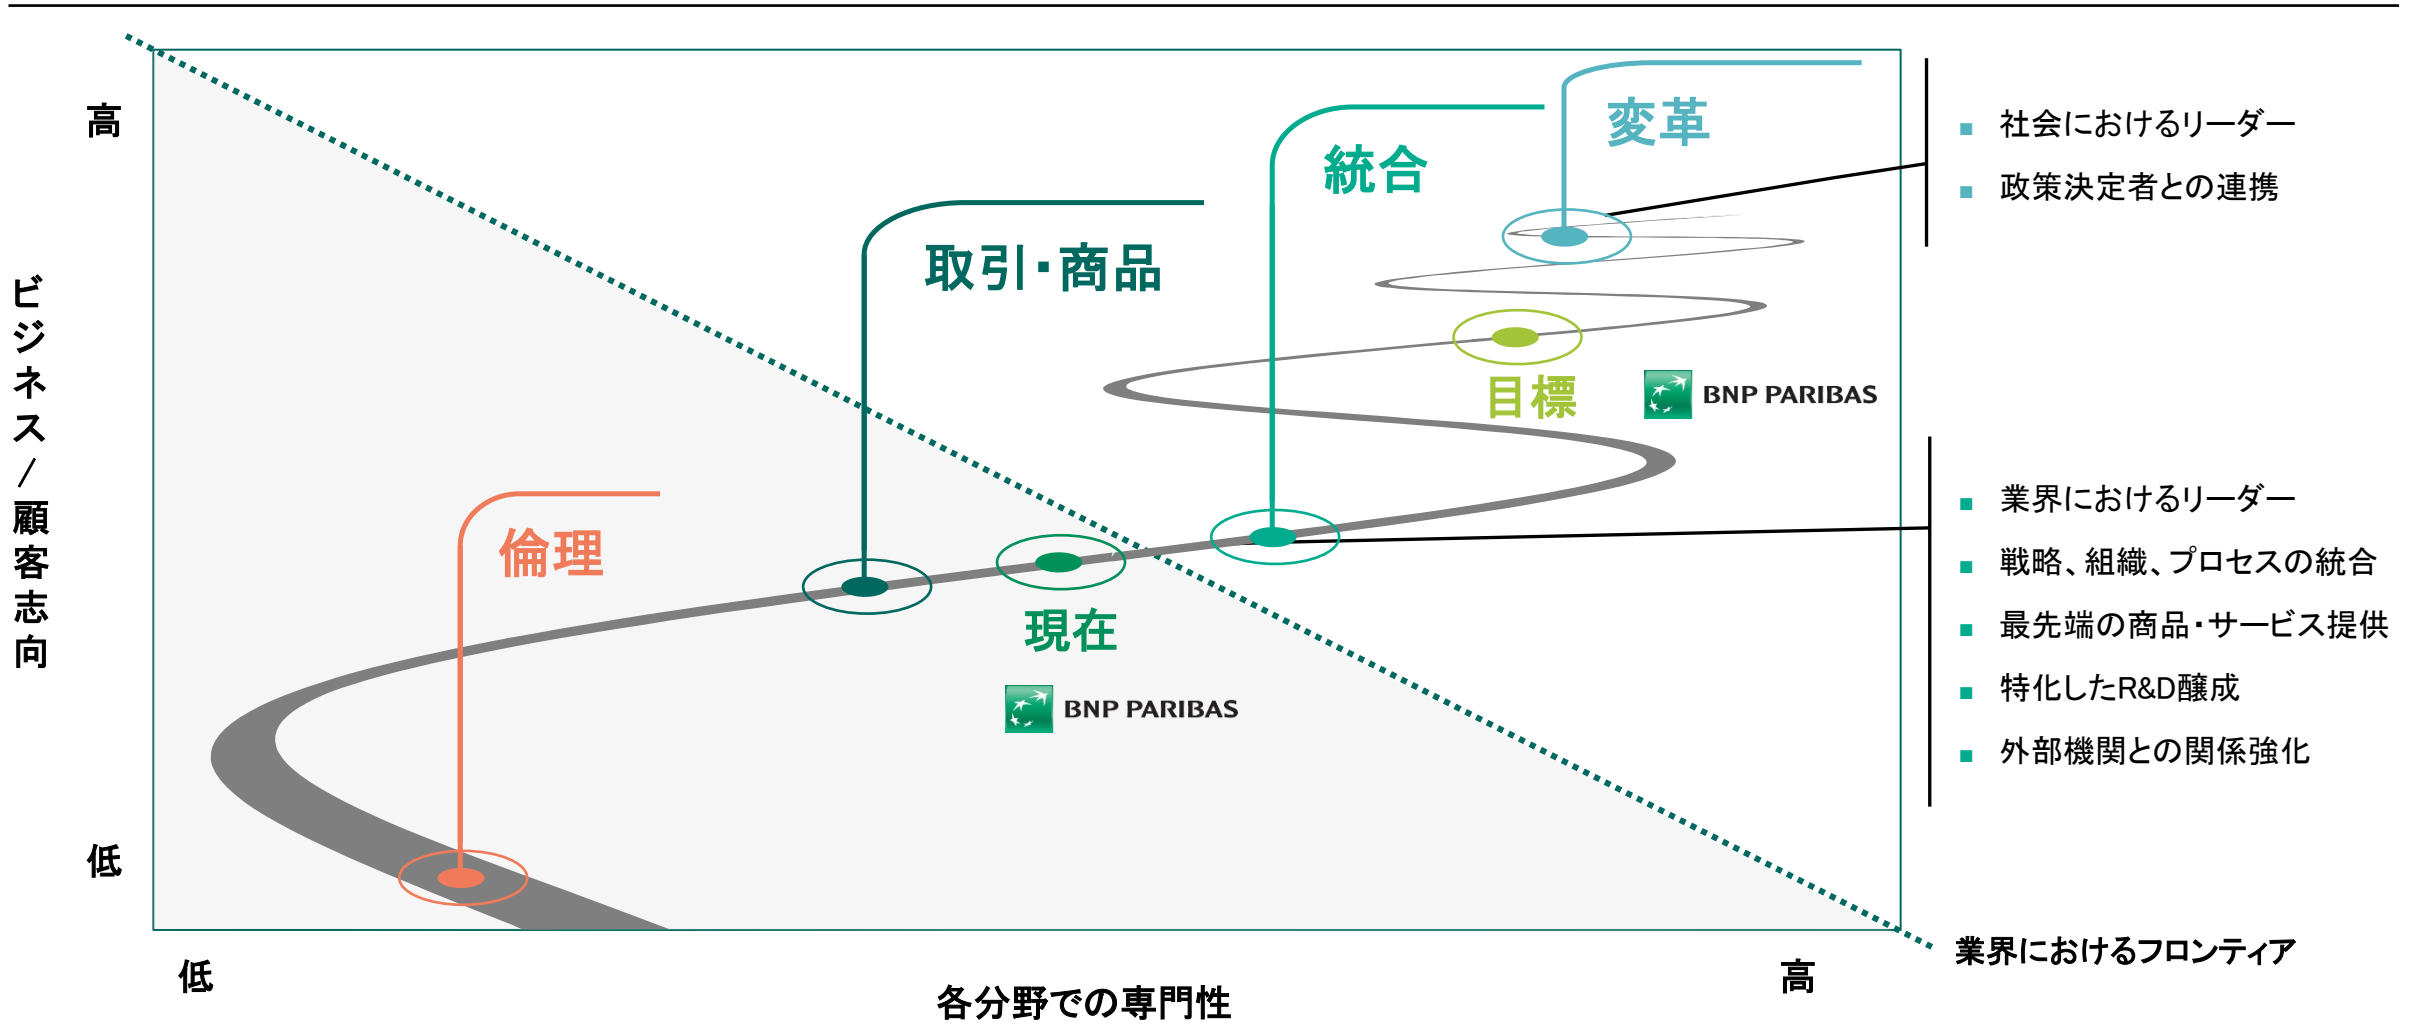 高
変革
社会におけるリーダー
統合
政策決定者との連携
取引・商品
ビジネス/顧客志向
目標
BNP PARIBAS
業界におけるリーダー
倫理
戦略、組織、プロセスの統合
現在
最先端の商品・サービス提供
BNP PARIBAS
特化したR&D醸成
外部機関との関係強化
低
業界におけるフロンティア
低
高
各分野での専門性